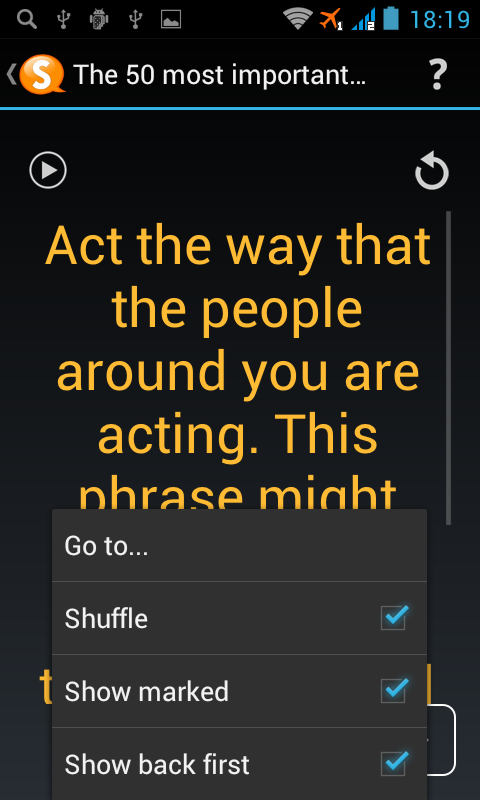 18:19
The 50 most important...
?
Act the way that
the people
around you are
acting. This
phrase might
Go to...
Shuffle
Show marked
Show back first